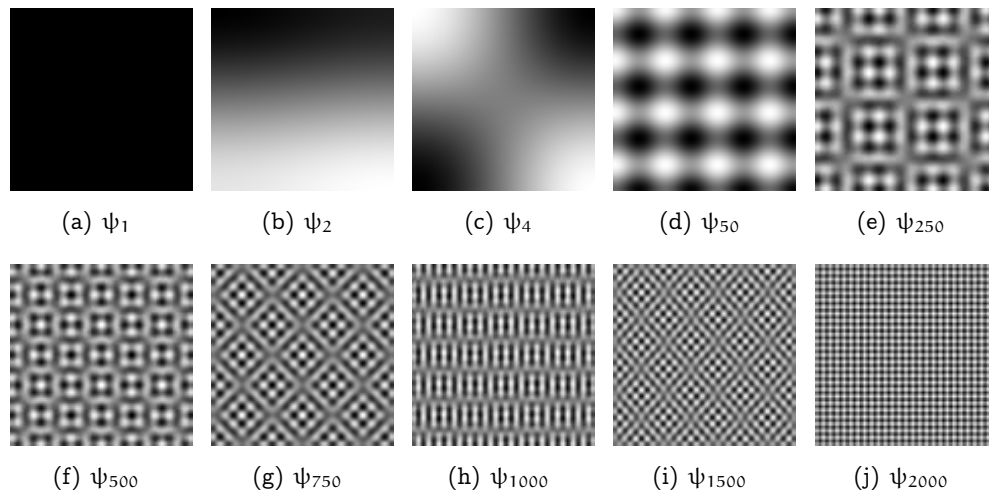 (a) ψ₁ (b) ψ₂ (c) ψ₄ (d) ψ₅₀ (e) ψ₂₅₀
(f) ψ₅₀₀ (g) ψ₇₅₀ (h) ψ₁₀₀₀ (i) ψ₁₅₀₀ (j) ψ₂₀₀₀